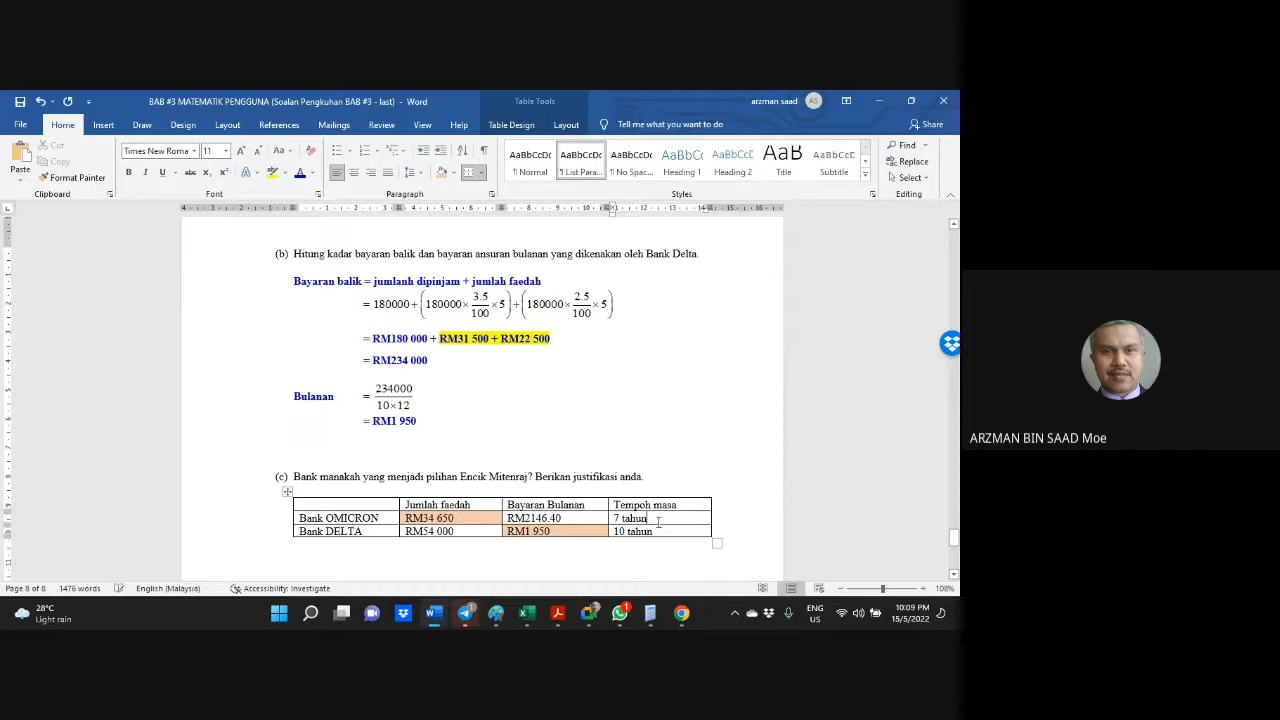 BAB #3 MATEMATIK PENGGUNA (Soalan Pengkuhan BAB #3 - last) - Word
Table Tools
arzman saad
AS
File Home Insert Draw Design Layout References Mailings Review View Help Table Design Layout Tell me what you want to do Share
Paste
Cut
Copy
Format Painter
Clipboard
Times New Roma 11
Font
Paragraph
AaBbCcDc AaBbCcDc AaBbCcDc AaBbCc AaBbCcD AaB AaBbCcD
¶ Normal ¶ List Para... ¶ No Spac... Heading 1 Heading 2 Title Subtitle
Styles
Find
Replace
Select
Editing
(b) Hitung kadar bayaran balik dan bayaran ansuran bulanan yang dikenakan oleh Bank Delta.
Bayaran balik = jumlanh dipinjam + jumlah faedah
= 180000 + (180000 × 3.5/100 × 5) + (180000 × 2.5/100 × 5)
= RM180 000 + RM31 500 + RM22 500
= RM234 000
Bulanan = 234000/10×12
= RM1 950
(c) Bank manakah yang menjadi pilihan Encik Mitenraj? Berikan justifikasi anda.
Jumlah faedah Bayaran Bulanan Tempoh masa
Bank OMICRON RM34 650 RM2146.40 7 tahun
Bank DELTA RM54 000 RM1 950 10 tahun
Page 8 of 8 1476 words English (Malaysia) Accessibility: Investigate 108%
28°C
Light rain
ENG
US
10:09 PM
15/5/2022
ARZMAN BIN SAAD Moe